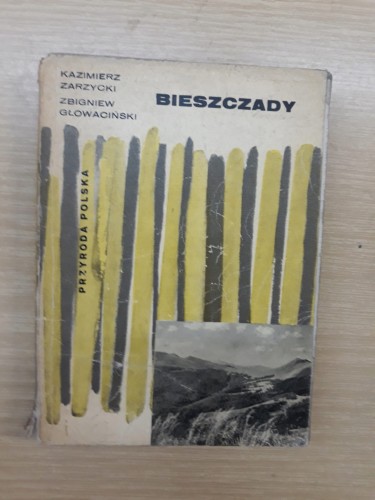 KAZIMIERZ
ZARZYCKI
ZBIGNIEW
GŁOWACIŃSKI
BIESZCZADY
PRZYRODA POLSKA